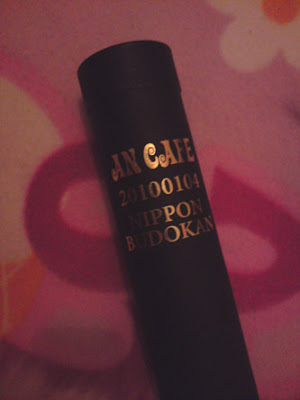 AN CAFE
20100104
NIPPON
BUDOKAN